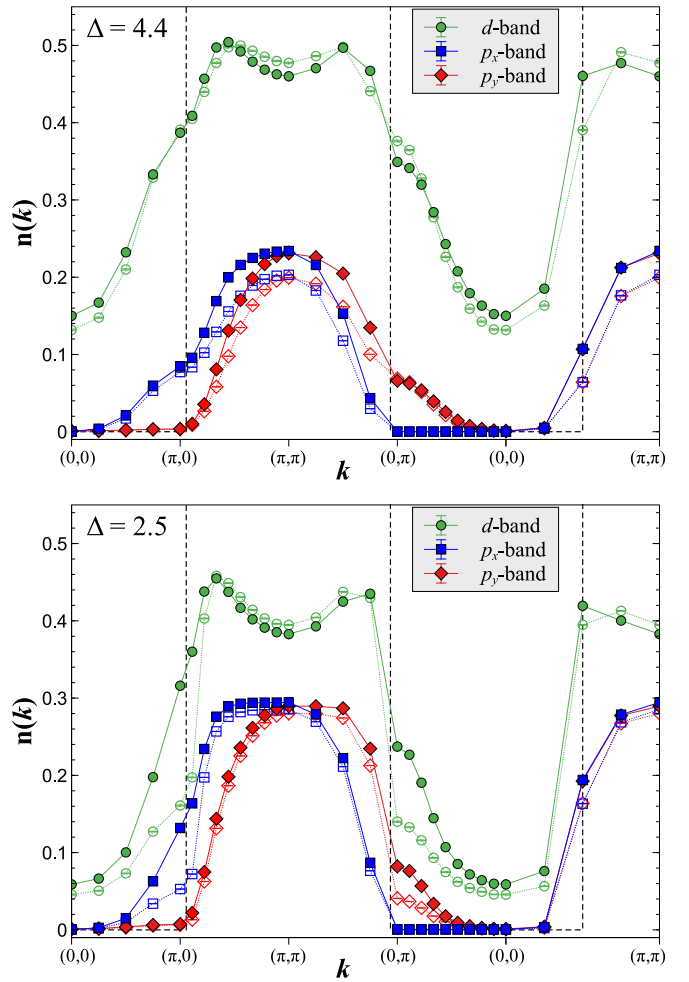 Δ = 4.4
d-band
px-band
py-band
0.5
0.4
0.3
0.2
0.1
0
n(k)
(0,0) (π,0) (π,π) (0,π) (0,0) (π,π)
k
Δ = 2.5
d-band
px-band
py-band
0.5
0.4
0.3
0.2
0.1
0
n(k)
(0,0) (π,0) (π,π) (0,π) (0,0) (π,π)
k